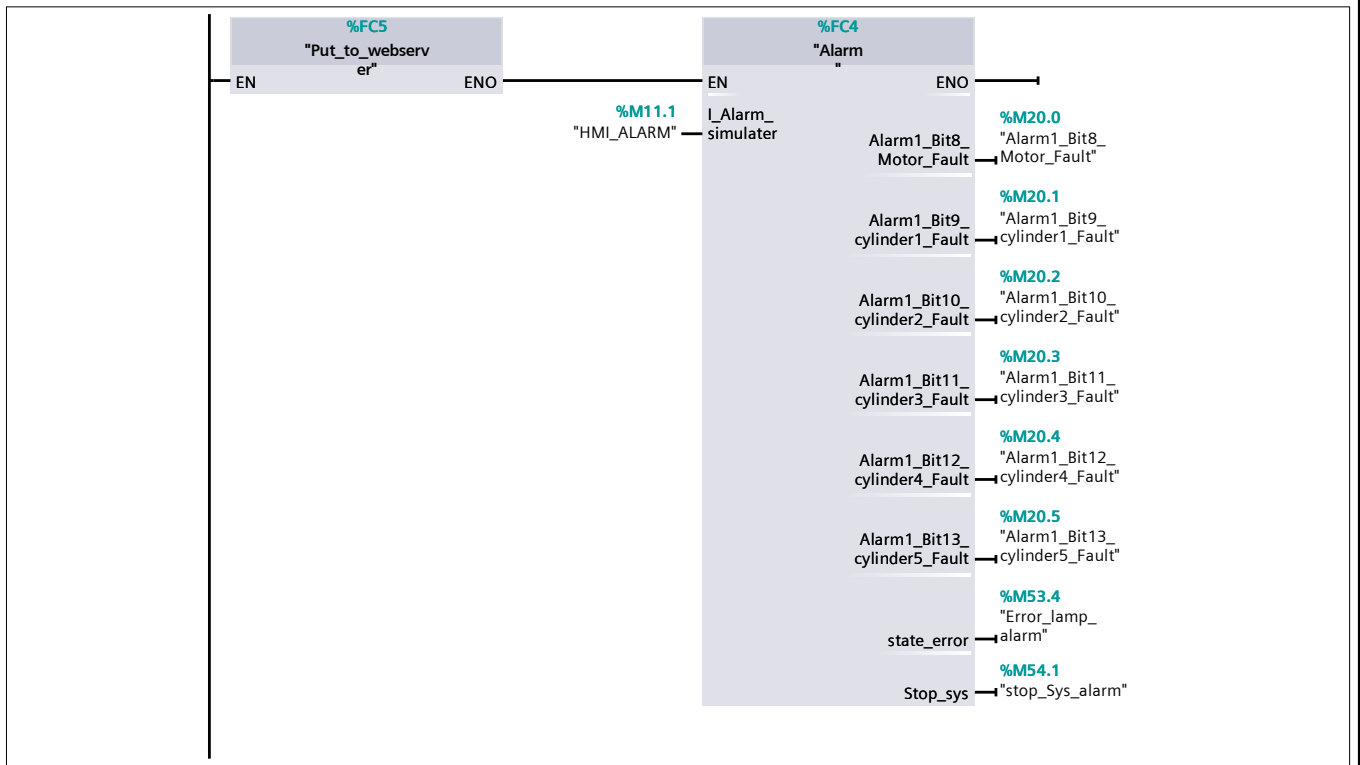 %FC5
"Put_to_webserv
er"
EN
ENO
%FC4
"Alarm
"
EN
ENO
%M11.1
"HMI_ALARM"
I_Alarm_
simulater
Alarm1_Bit8_
Motor_Fault
%M20.0
"Alarm1_Bit8_
Motor_Fault"
Alarm1_Bit9_
cylinder1_Fault
%M20.1
"Alarm1_Bit9_
cylinder1_Fault"
Alarm1_Bit10_
cylinder2_Fault
%M20.2
"Alarm1_Bit10_
cylinder2_Fault"
Alarm1_Bit11_
cylinder3_Fault
%M20.3
"Alarm1_Bit11_
cylinder3_Fault"
Alarm1_Bit12_
cylinder4_Fault
%M20.4
"Alarm1_Bit12_
cylinder4_Fault"
Alarm1_Bit13_
cylinder5_Fault
%M20.5
"Alarm1_Bit13_
cylinder5_Fault"
state_error
%M53.4
"Error_lamp_
alarm"
Stop_sys
%M54.1
"stop_Sys_alarm"